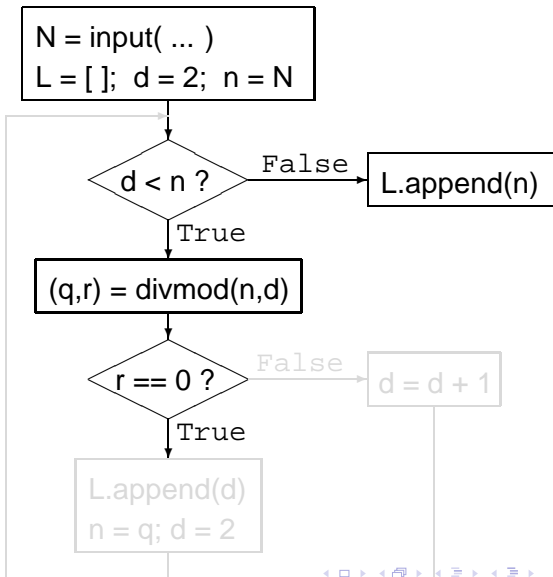 N = input( ... )
L = [ ]; d = 2; n = N
d < n ?
False
L.append(n)
True
(q,r) = divmod(n,d)
r == 0 ?
False
d = d + 1
True
L.append(d)
n = q; d = 2